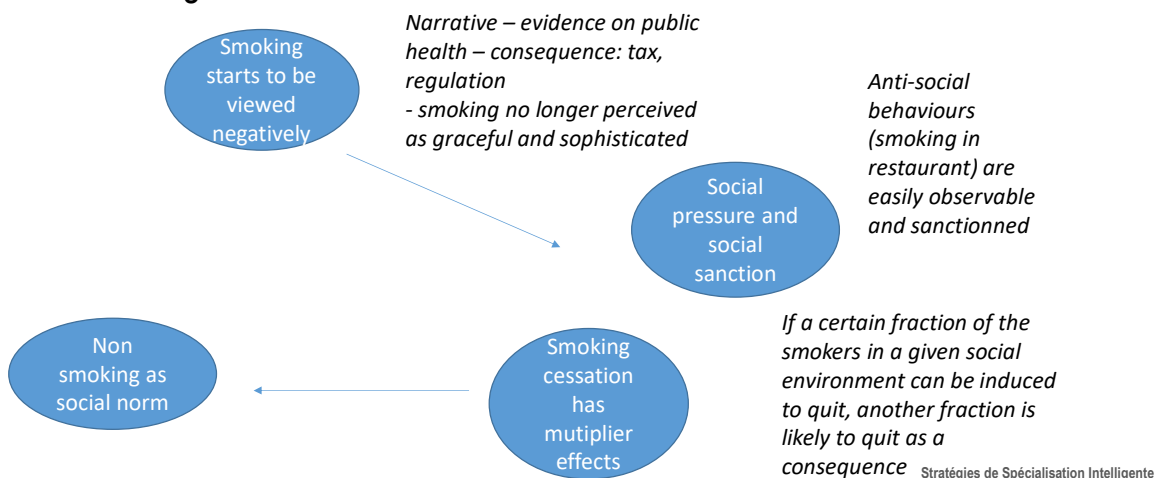 Smoking
starts to be
viewed
negatively
Narrative – evidence on public
health – consequence: tax,
regulation
- smoking no longer perceived
as graceful and sophisticated
Social
pressure and
social
sanction
Anti-social
behaviours
(smoking in
restaurant) are
easily observable
and sanctionned
Non
smoking as
social norm
Smoking
cessation
has
mutiplier
effects
If a certain fraction of the
smokers in a given social
environment can be induced
to quit, another fraction is
likely to quit as a
consequence
Stratégies de Spécialisation Intelligente